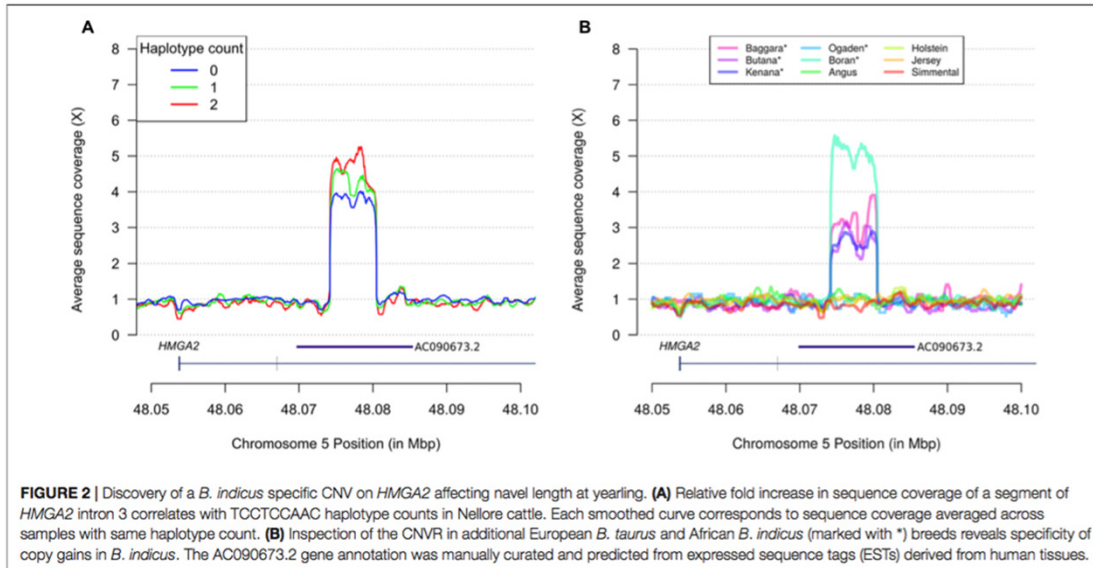 A
Haplotype count
0
1
2
Average sequence coverage (X)
8
7
6
5
4
3
2
1
0
HMGA2
AC090673.2
48.05
48.06
48.07
48.08
48.09
48.10
Chromosome 5 Position (in Mbp)
B
Baggara*
Butana*
Kenana*
Ogaden*
Boran*
Angus
Holstein
Jersey
Simmental
Average sequence coverage (X)
8
7
6
5
4
3
2
1
0
HMGA2
AC090673.2
48.05
48.06
48.07
48.08
48.09
48.10
Chromosome 5 Position (in Mbp)
FIGURE 2 | Discovery of a B. indicus specific CNV on HMGA2 affecting navel length at yearling. (A) Relative fold increase in sequence coverage of a segment of
HMGA2 intron 3 correlates with TCCTCCAAC haplotype counts in Nellore cattle. Each smoothed curve corresponds to sequence coverage averaged across
samples with same haplotype count. (B) Inspection of the CNVR in additional European B. taurus and African B. indicus (marked with *) breeds reveals specificity of
copy gains in B. indicus. The AC090673.2 gene annotation was manually curated and predicted from expressed sequence tags (ESTs) derived from human tissues.